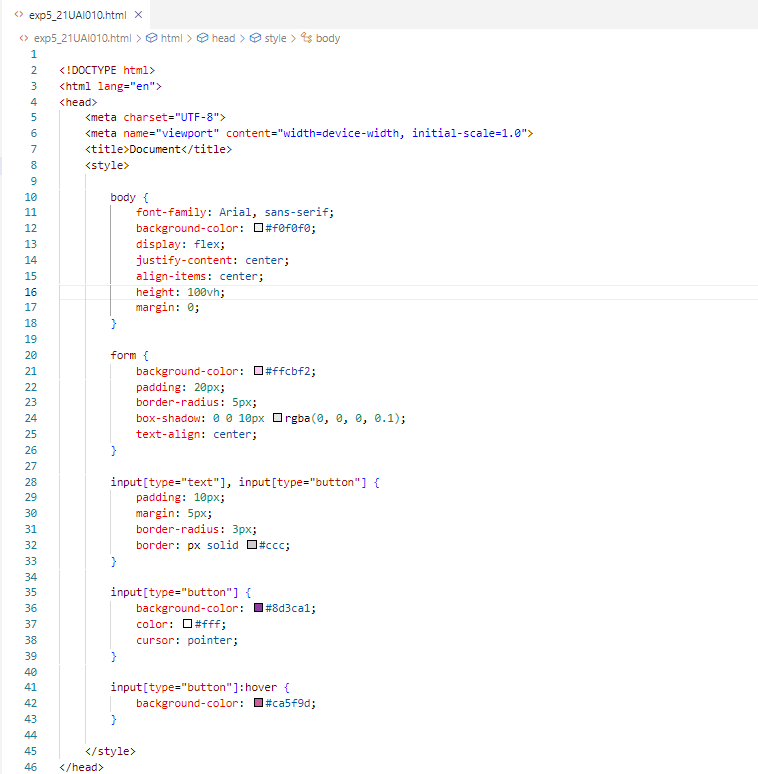 exp5_21UAI010.html
exp5_21UAI010.html > html > head > style > body
1
2 <!DOCTYPE html>
3 <html lang="en">
4 <head>
5 <meta charset="UTF-8">
6 <meta name="viewport" content="width=device-width, initial-scale=1.0">
7 <title>Document</title>
8 <style>
9
10 body {
11 font-family: Arial, sans-serif;
12 background-color: #f0f0f0;
13 display: flex;
14 justify-content: center;
15 align-items: center;
16 height: 100vh;
17 margin: 0;
18 }
19
20 form {
21 background-color: #ffcbf2;
22 padding: 20px;
23 border-radius: 5px;
24 box-shadow: 0 0 10px rgba(0, 0, 0, 0.1);
25 text-align: center;
26 }
27
28 input[type="text"], input[type="button"] {
29 padding: 10px;
30 margin: 5px;
31 border-radius: 3px;
32 border: px solid #ccc;
33 }
34
35 input[type="button"] {
36 background-color: #8d3ca1;
37 color: #fff;
38 cursor: pointer;
39 }
40
41 input[type="button"]:hover {
42 background-color: #ca5f9d;
43 }
44
45 </style>
46 </head>